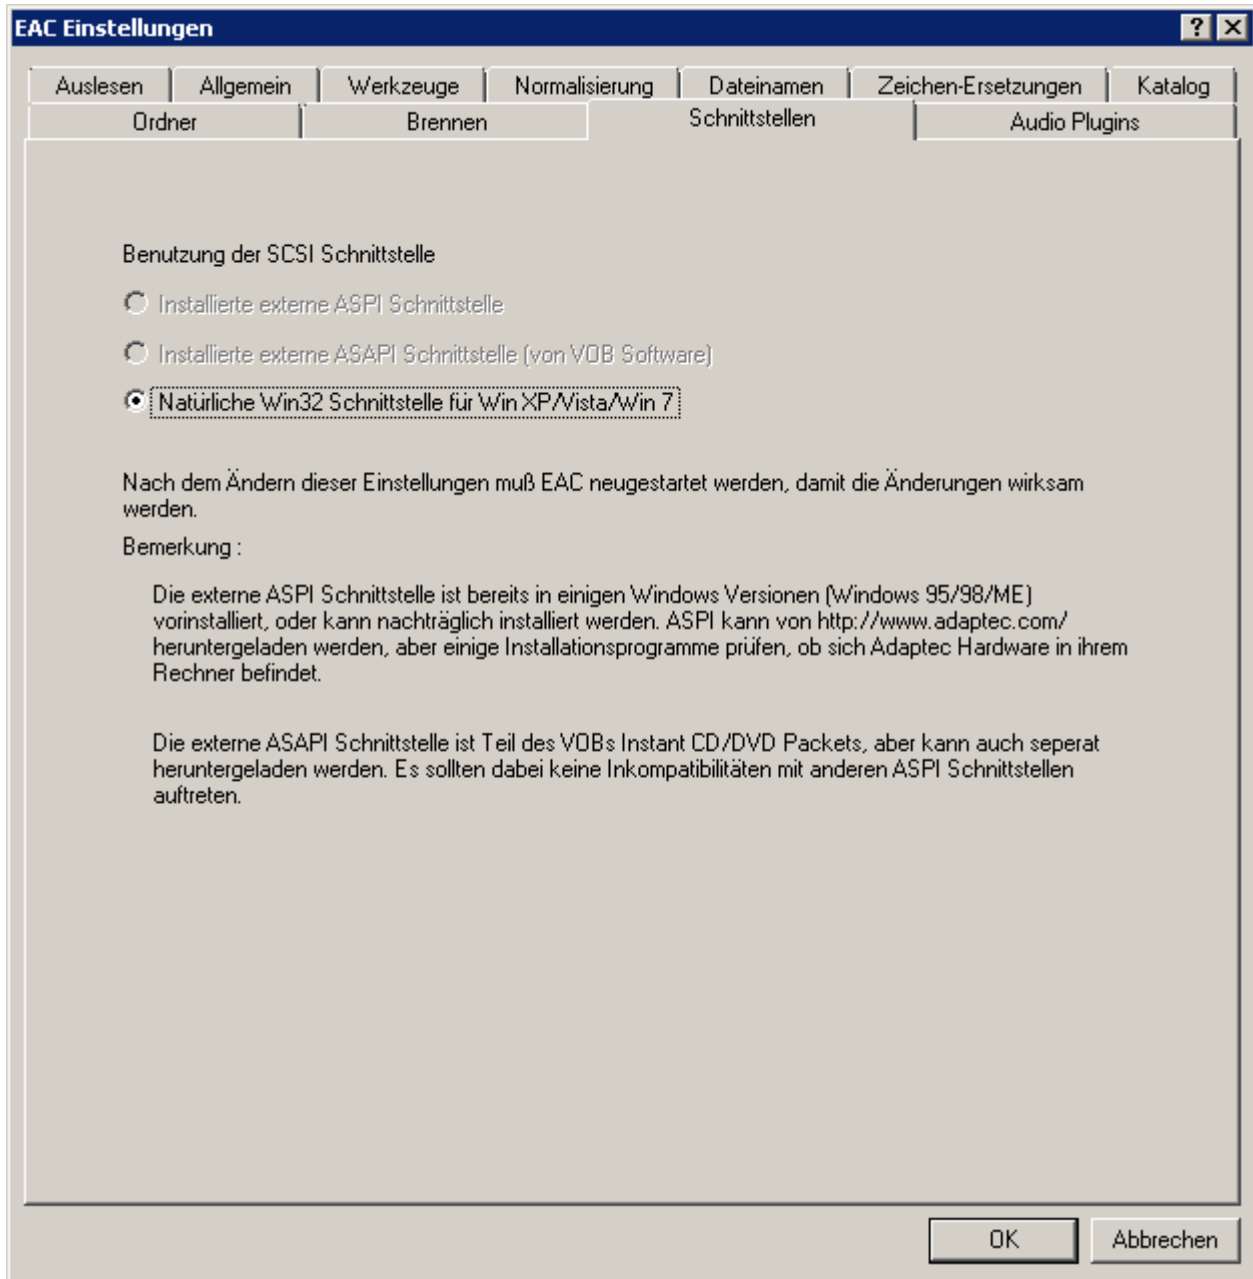 EAC Einstellungen
Auslesen Allgemein Werkzeuge Normalisierung Dateinamen Zeichen-Ersetzungen Katalog
Ordner Brennen Schnittstellen Audio Plugins
Benutzung der SCSI Schnittstelle
Installierte externe ASPI Schnittstelle
Installierte externe ASAPI Schnittstelle (von VOB Software)
Natürliche Win32 Schnittstelle für Win XP/Vista/Win 7
Nach dem Ändern dieser Einstellungen muß EAC neugestartet werden, damit die Änderungen wirksam
werden.
Bemerkung :
Die externe ASPI Schnittstelle ist bereits in einigen Windows Versionen (Windows 95/98/ME)
vorinstalliert, oder kann nachträglich installiert werden. ASPI kann von http://www.adaptec.com/
heruntergeladen werden, aber einige Installationsprogramme prüfen, ob sich Adaptec Hardware in ihrem
Rechner befindet.
Die externe ASAPI Schnittstelle ist Teil des VOBs Instant CD/DVD Packets, aber kann auch seperat
heruntergeladen werden. Es sollten dabei keine Inkompatibilitäten mit anderen ASPI Schnittstellen
auftreten.
OK Abbrechen